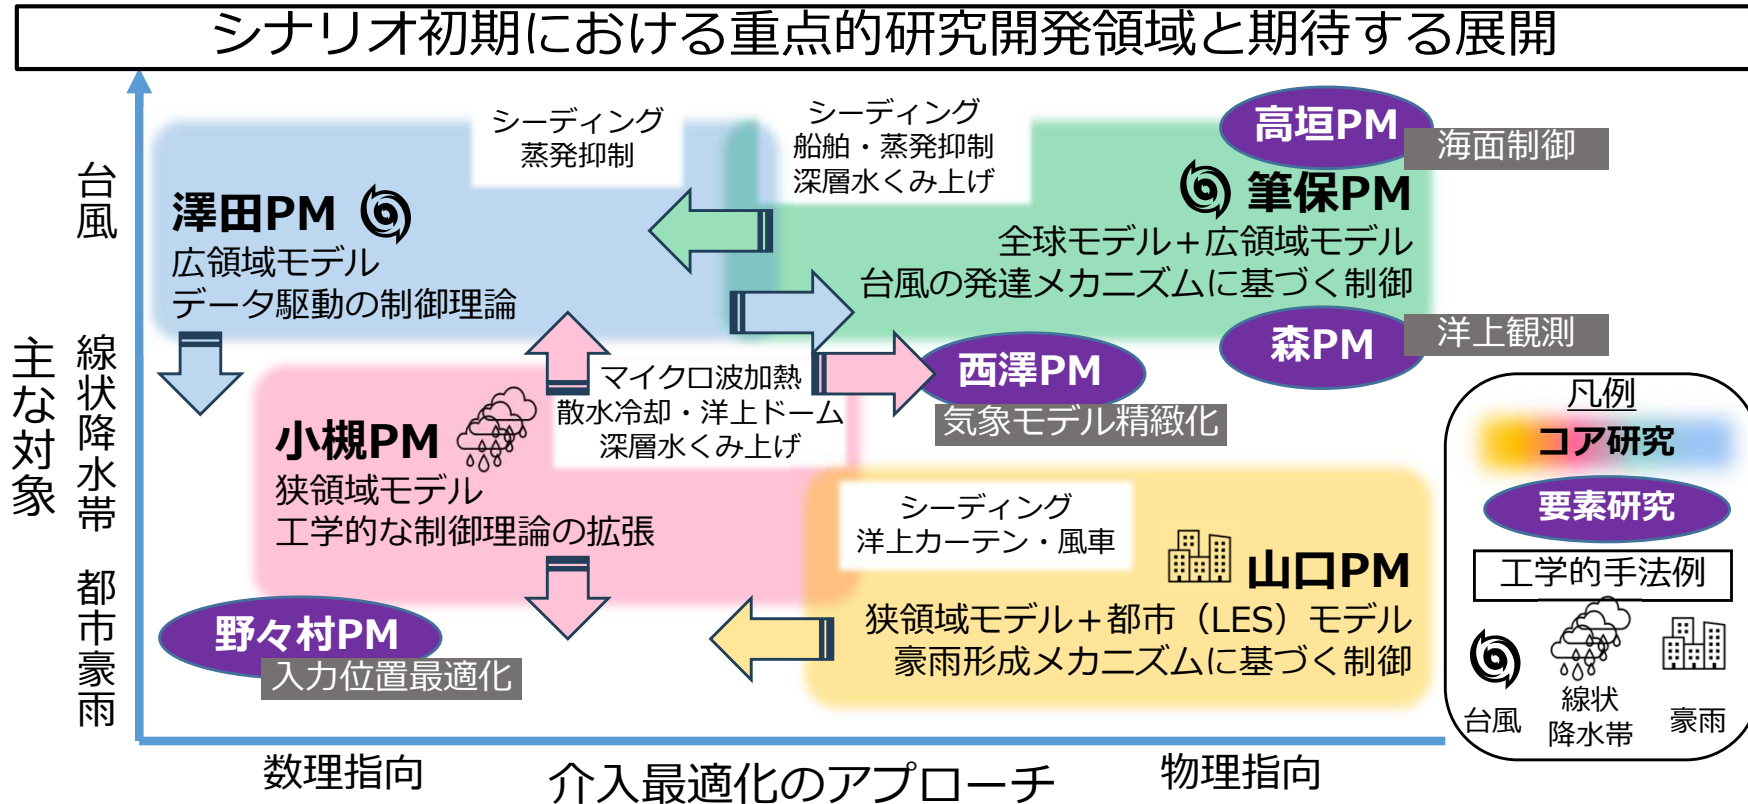 シナリオ初期における重点的研究開発領域と期待する展開
主な対象
台風
線状降水帯
都市豪雨
シーディング
蒸発抑制
澤田PM
広領域モデル
データ駆動の制御理論
シーディング
船舶・蒸発抑制
深層水くみ上げ
高垣PM
海面制御
筆保PM
全球モデル＋広領域モデル
台風の発達メカニズムに基づく制御
森PM
洋上観測
西澤PM
気象モデル精緻化
マイクロ波加熱
散水冷却・洋上ドーム
深層水くみ上げ
小槻PM
狭領域モデル
工学的な制御理論の拡張
シーディング
洋上カーテン・風車
山口PM
狭領域モデル＋都市（LES）モデル
豪雨形成メカニズムに基づく制御
野々村PM
入力位置最適化
凡例
コア研究
要素研究
工学的手法例
台風
線状
降水帯
豪雨
数理指向
介入最適化のアプローチ
物理指向